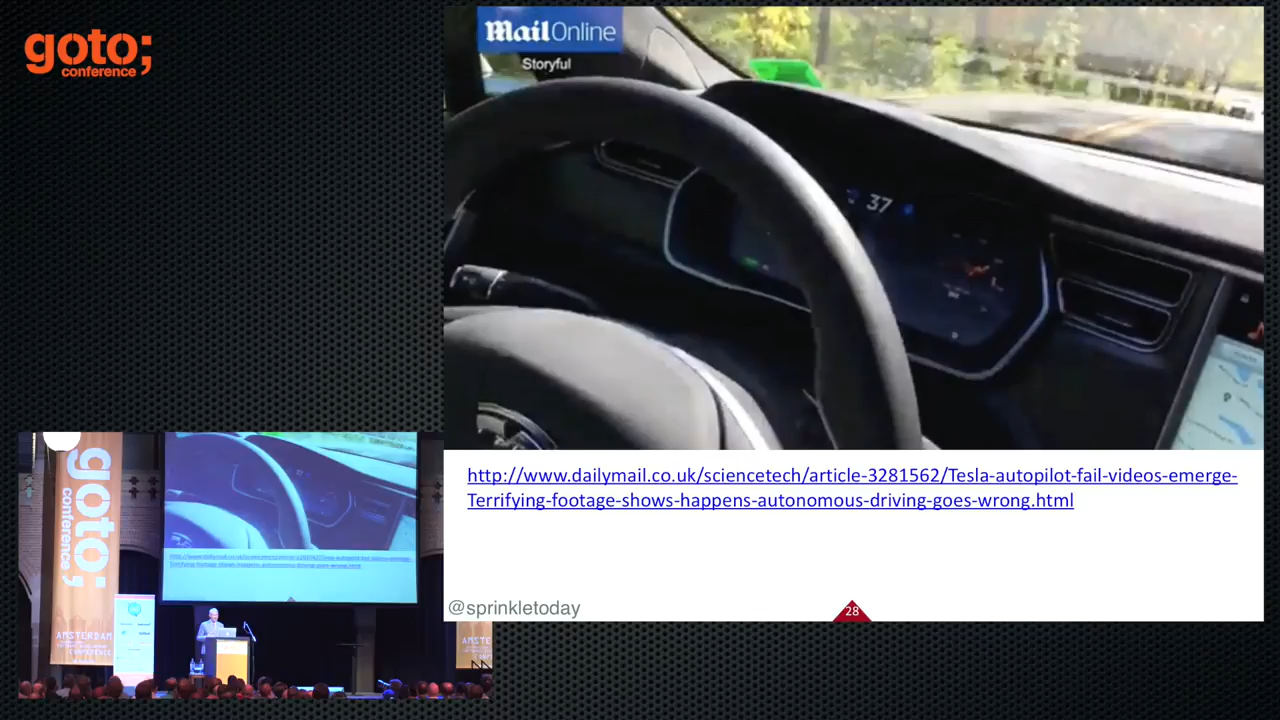 goto;
conference
Mail Online
Storyful
37
http://www.dailymail.co.uk/sciencetech/article-3281562/Tesla-autopilot-fail-videos-emerge-
Terrifying-footage-shows-happens-autonomous-driving-goes-wrong.html
@sprinkletoday
28
goto;
conference
AMSTERDAM
CONFERENCE